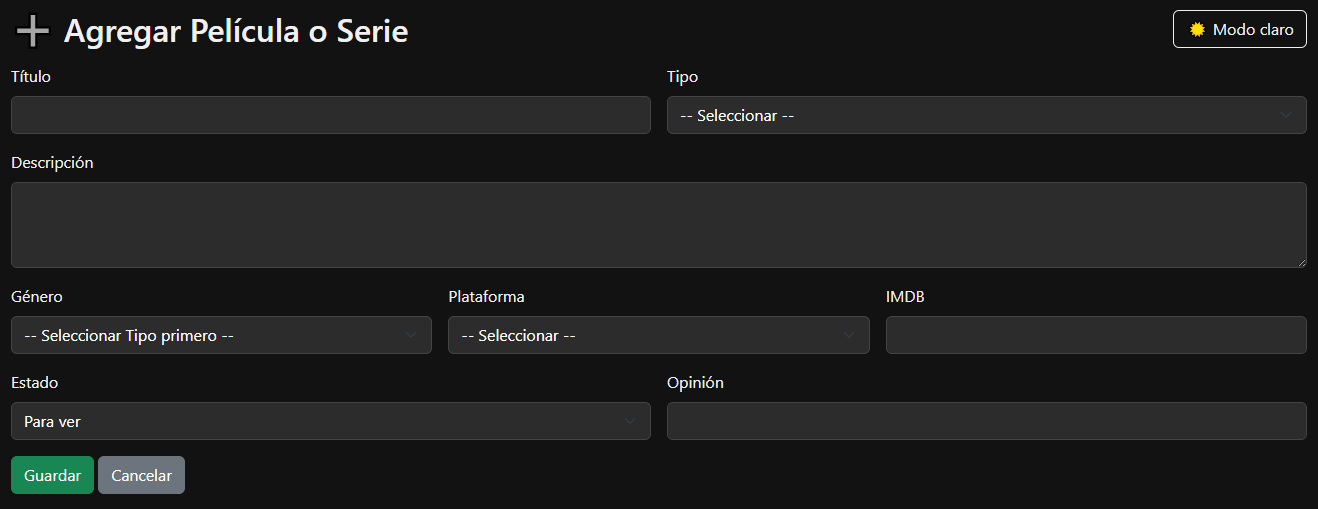 Agregar Película o Serie
Modo claro
Título
Tipo
-- Seleccionar --
Descripción
Género
Plataforma
IMDB
-- Seleccionar Tipo primero --
-- Seleccionar --
Estado
Opinión
Para ver
Guardar
Cancelar